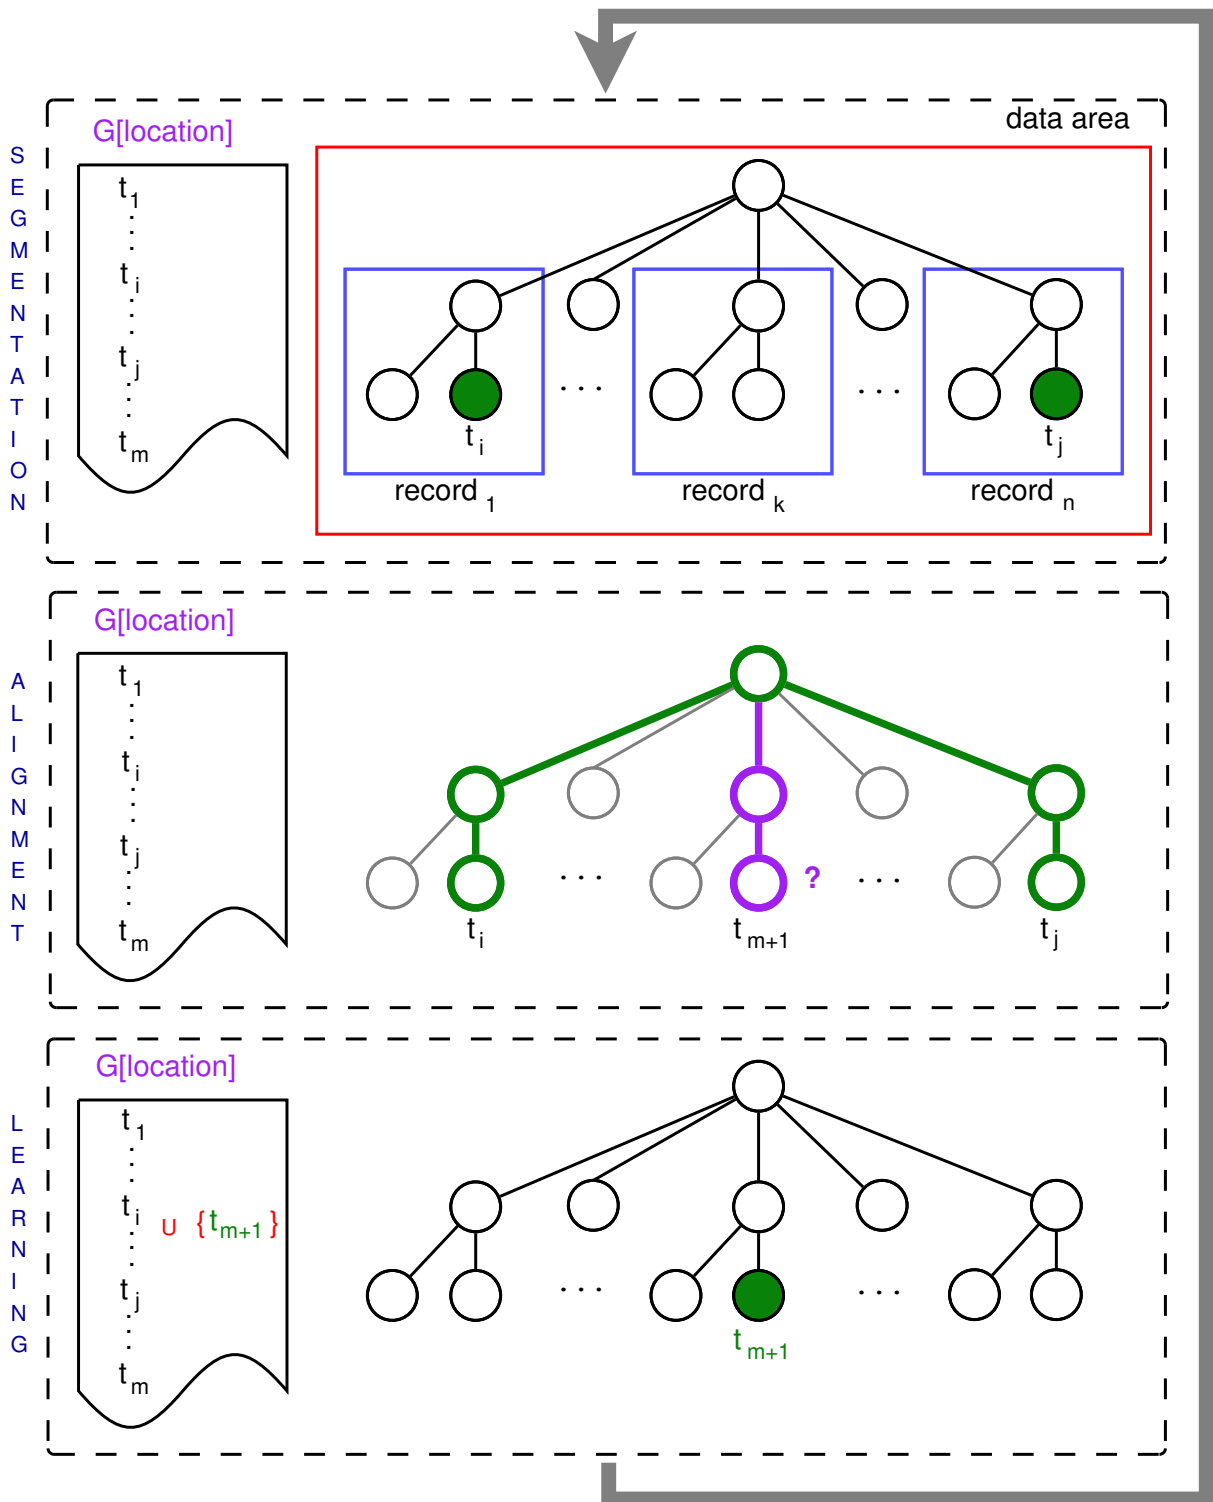 SEGMENTATION
G[location]
data area
t1
.
.
.
ti
.
.
.
tj
.
.
.
tm
. . .
. . .
ti
tj
record 1
record k
record n
ALIGNMENT
G[location]
t1
.
.
.
ti
.
.
.
tj
.
.
.
tm
. . .
?
. . .
ti
tm+1
tj
LEARNING
G[location]
t1
.
.
.
ti
∪ {tm+1}
.
.
.
tj
.
.
.
tm
. . .
. . .
tm+1